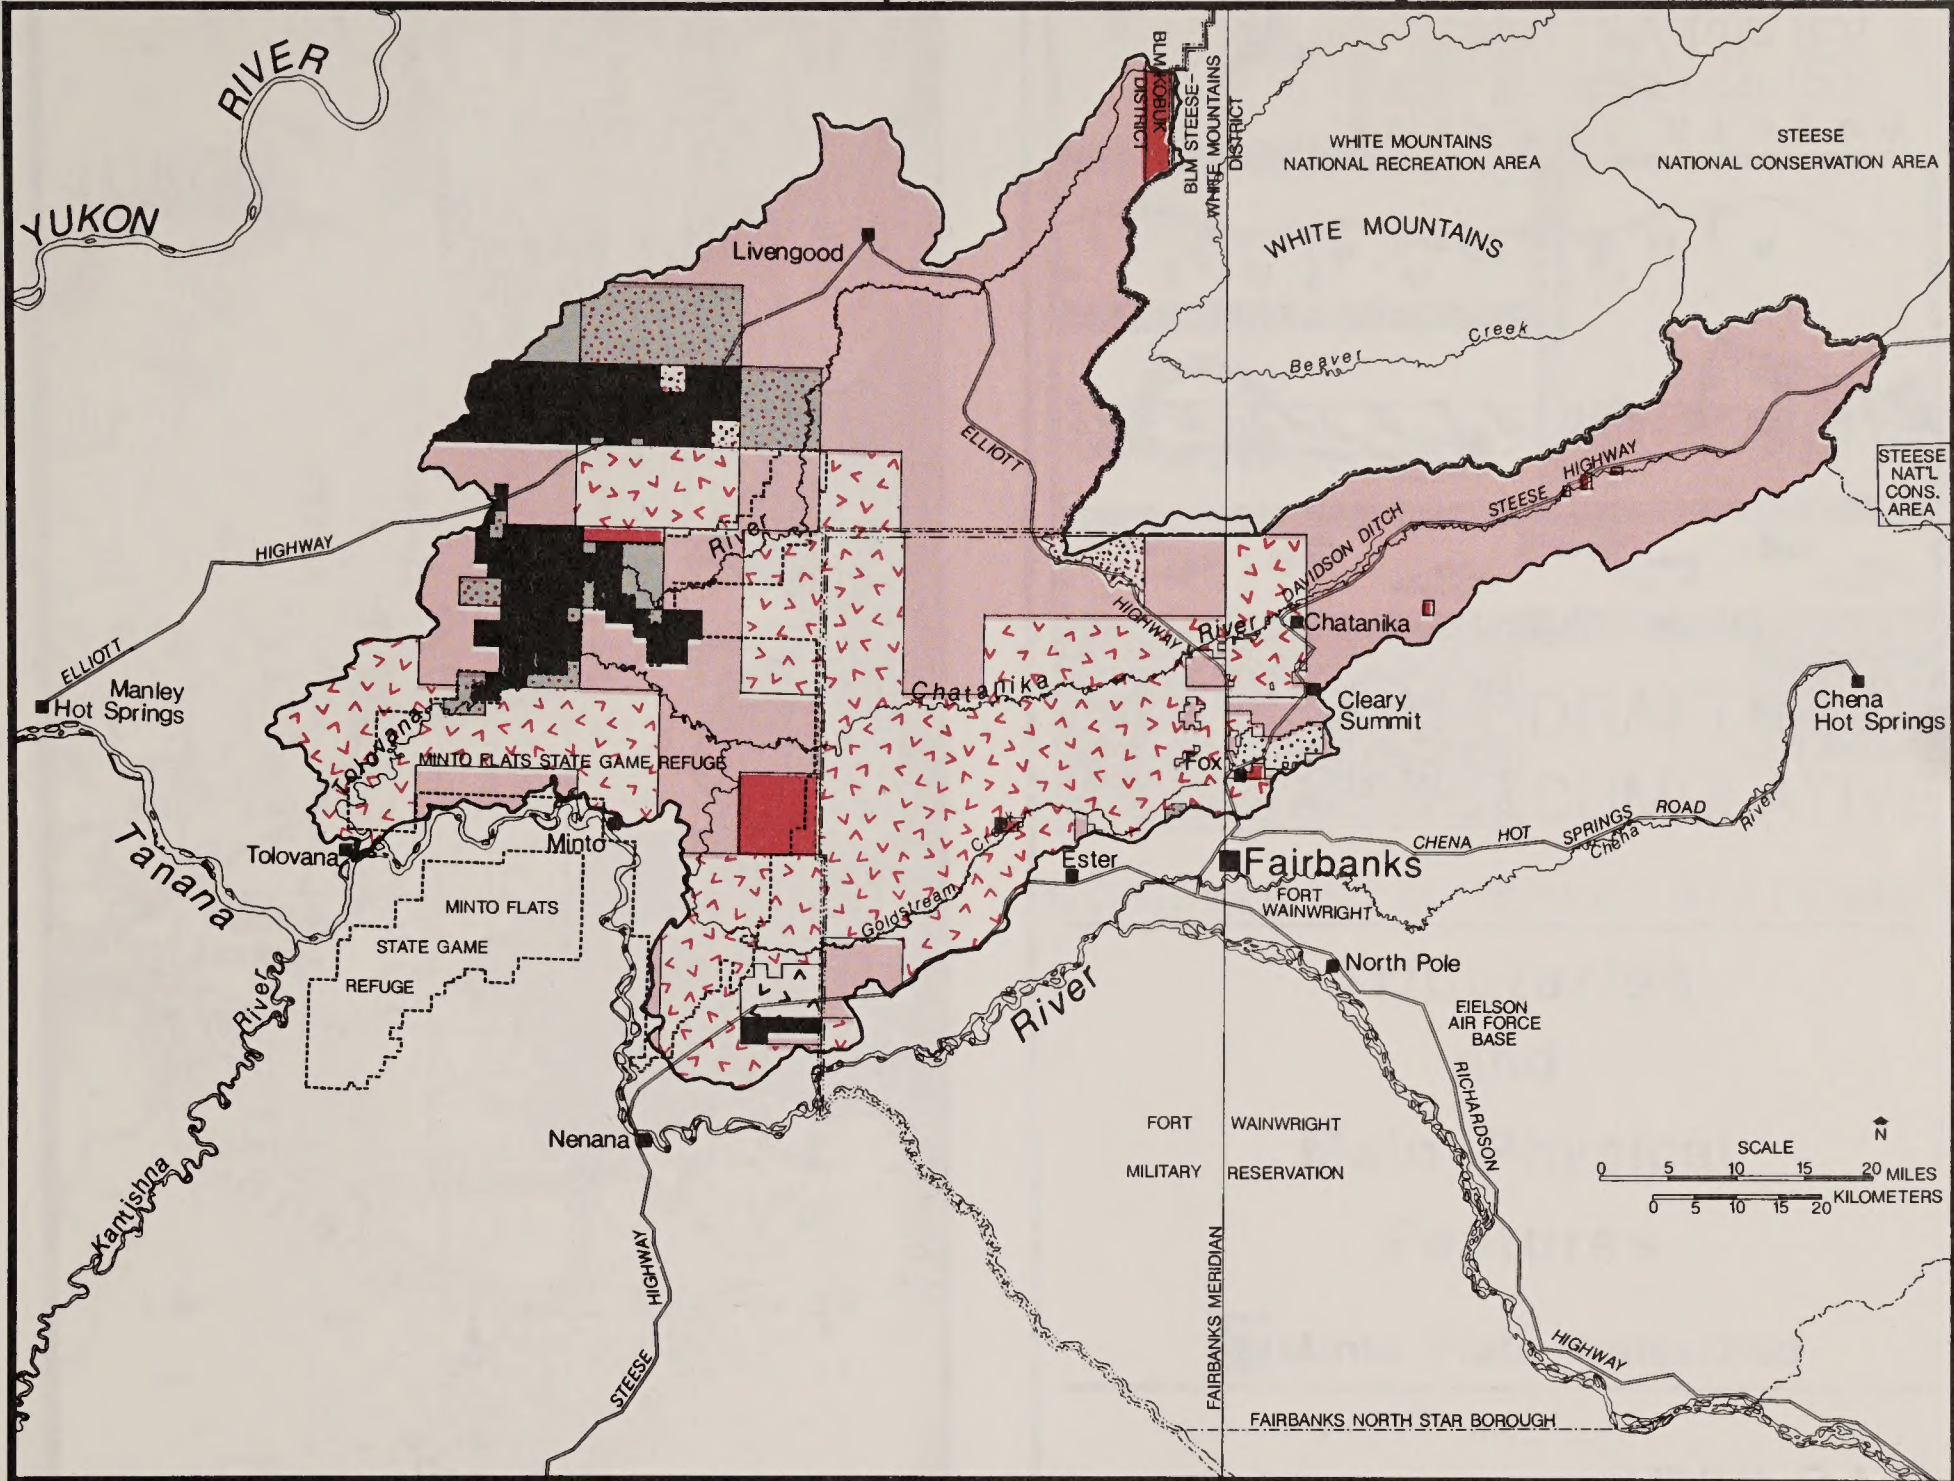 YUKON
RIVER
BLM KOBUK
DISTRICT
BLM STEESE-
WHITE MOUNTAINS
DISTRICT
WHITE MOUNTAINS
NATIONAL RECREATION AREA
STEESE
NATIONAL CONSERVATION AREA
WHITE MOUNTAINS
Livengood
Beaver Creek
ELLIOTT
HIGHWAY
STEESE HIGHWAY
STEESE
NAT'L
CONS.
AREA
DAVIDSON DITCH
River
ELLIOTT
HIGHWAY
River
Chatanika
Chatanika
Manley
Hot Springs
Cleary
Summit
Chena
Hot Springs
Tolovana
MINTO FLATS STATE GAME REFUGE
Fox
Tanana
Tolovana
Minto
Goldstream
Creek
Ester
Fairbanks
CHENA HOT SPRINGS ROAD
Chena
River
FORT
WAINWRIGHT
MINTO FLATS
STATE GAME
REFUGE
North Pole
River
EIELSON
AIR FORCE
BASE
River
Kantishna
RICHARDSON
HIGHWAY
Nenana
FORT WAINWRIGHT
MILITARY RESERVATION
N
SCALE
0 5 10 15 20 MILES
0 5 10 15 20 KILOMETERS
STEESE
HIGHWAY
FAIRBANKS MERIDIAN
FAIRBANKS NORTH STAR BOROUGH